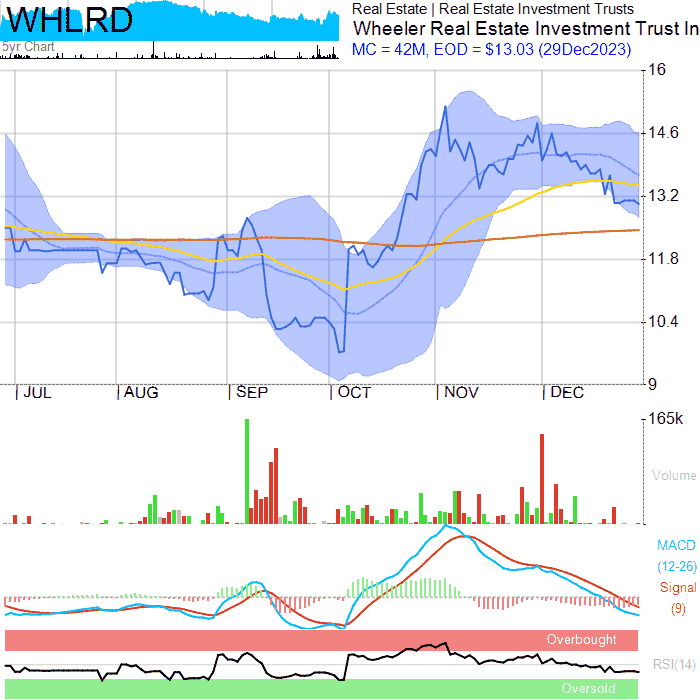 WHLRD
5yr Chart
Real Estate | Real Estate Investment Trusts
Wheeler Real Estate Investment Trust In
MC = 42M, EOD = $13.03 (29Dec2023)
16
14.6
13.2
11.8
10.4
9
JUL
AUG
SEP
OCT
NOV
DEC
165k
Volume
MACD
(12-26)
Signal
(9)
Overbought
RSI(14)
Oversold